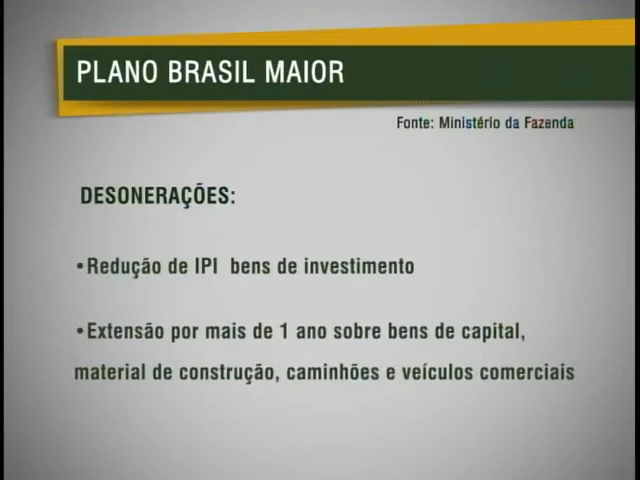 PLANO BRASIL MAIOR
Fonte: Ministério da Fazenda
DESONERAÇÕES:
•Redução de IPI bens de investimento
•Extensão por mais de 1 ano sobre bens de capital,
material de construção, caminhões e veículos comerciais